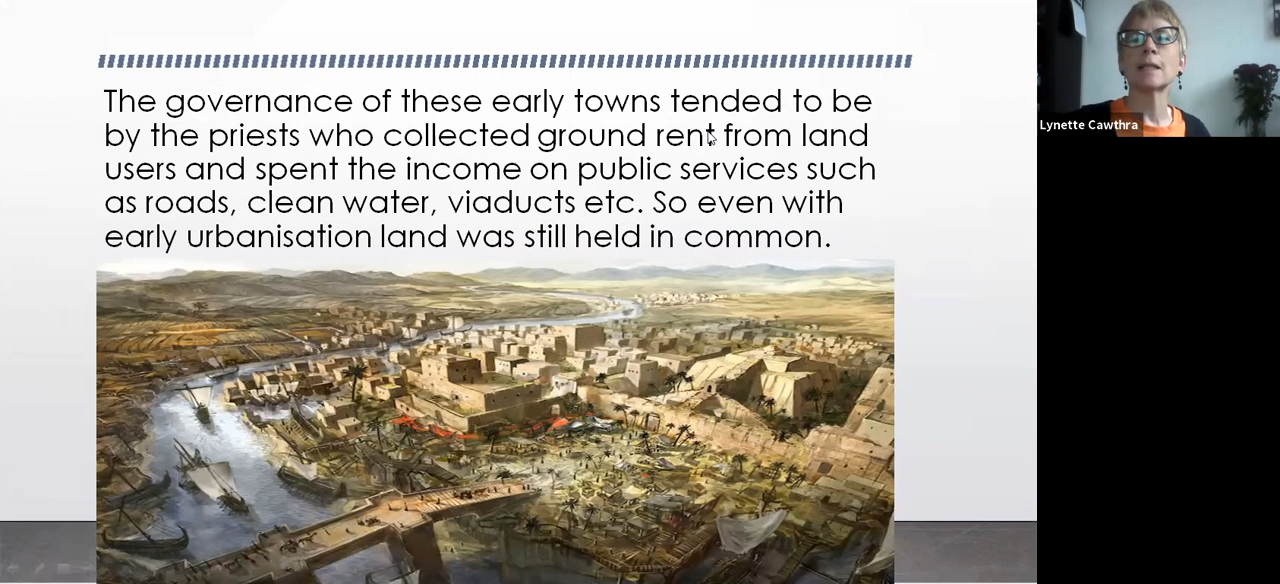 The governance of these early towns tended to be
by the priests who collected ground rent from land
users and spent the income on public services such
as roads, clean water, viaducts etc. So even with
early urbanisation land was still held in common.
Lynette Cawthra